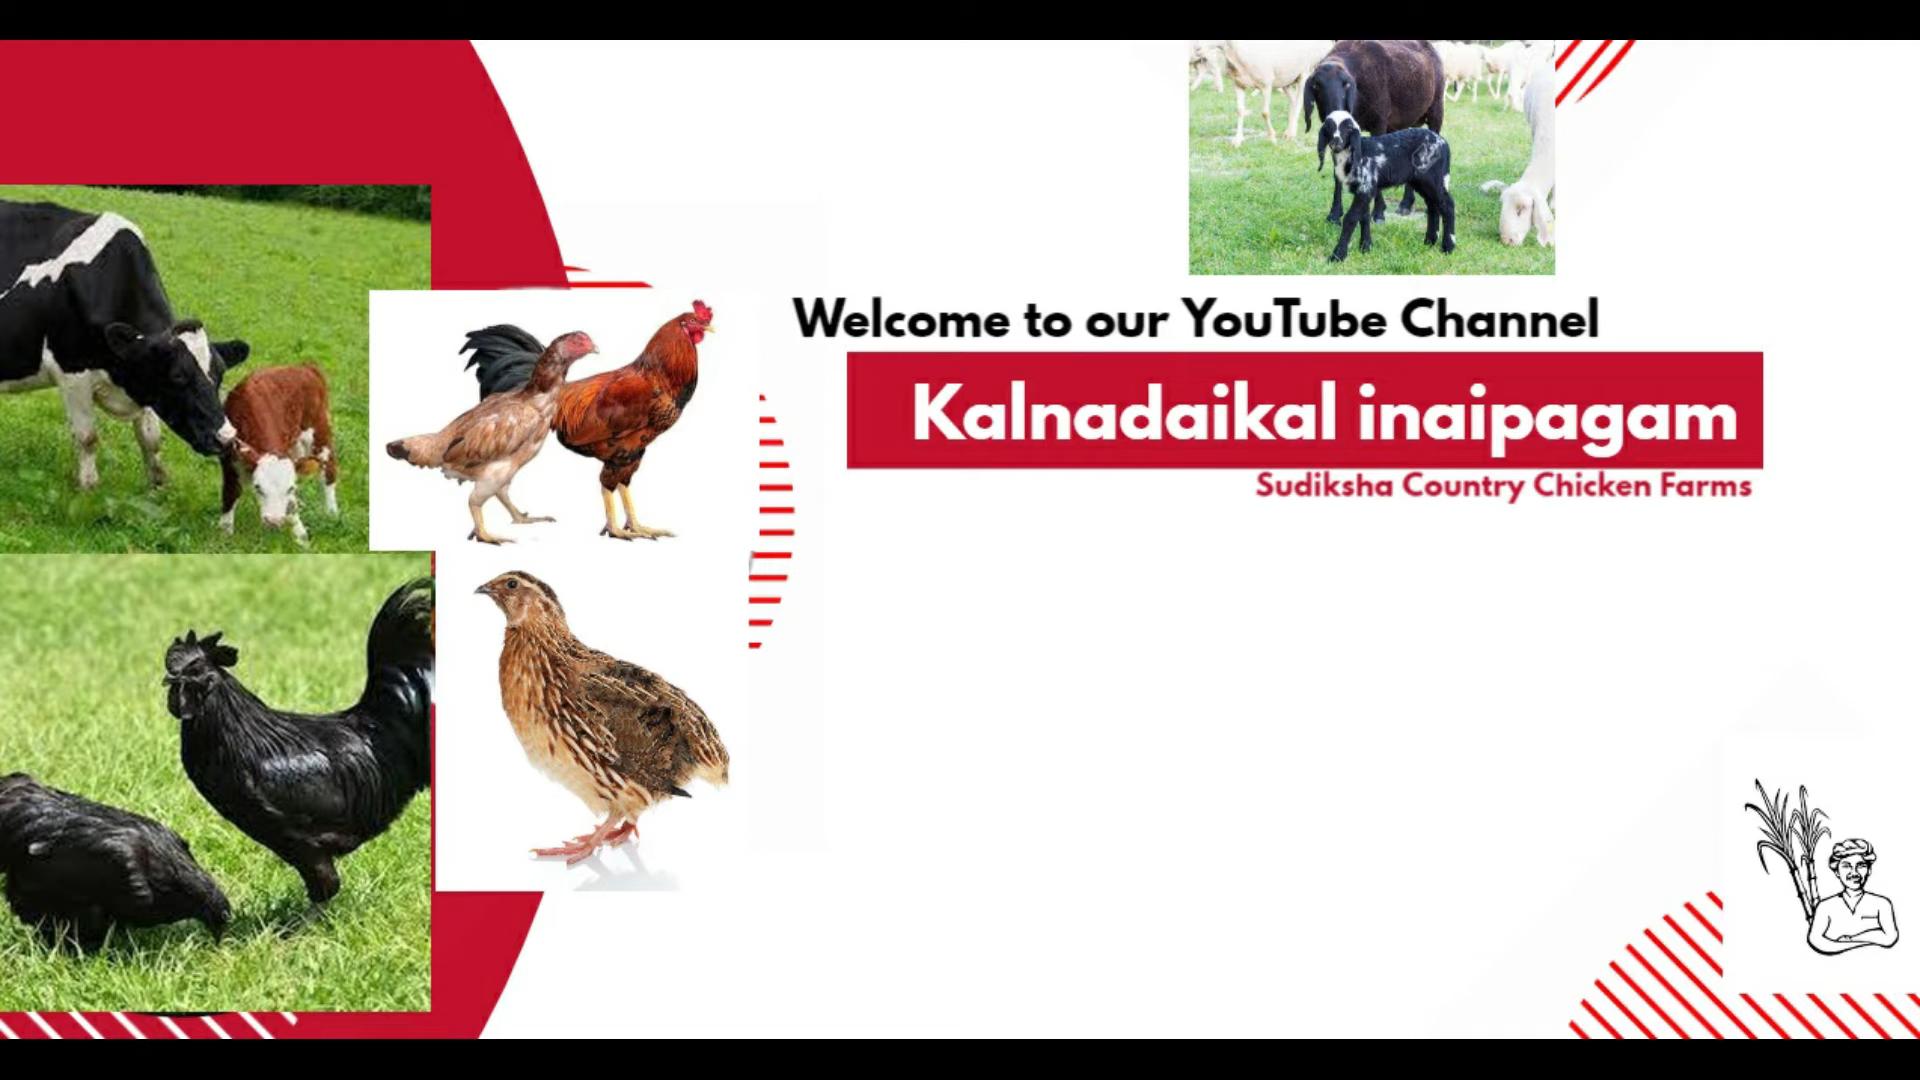 Welcome to our YouTube Channel
Kalnadaikal inaipagam
Sudiksha Country Chicken Farms